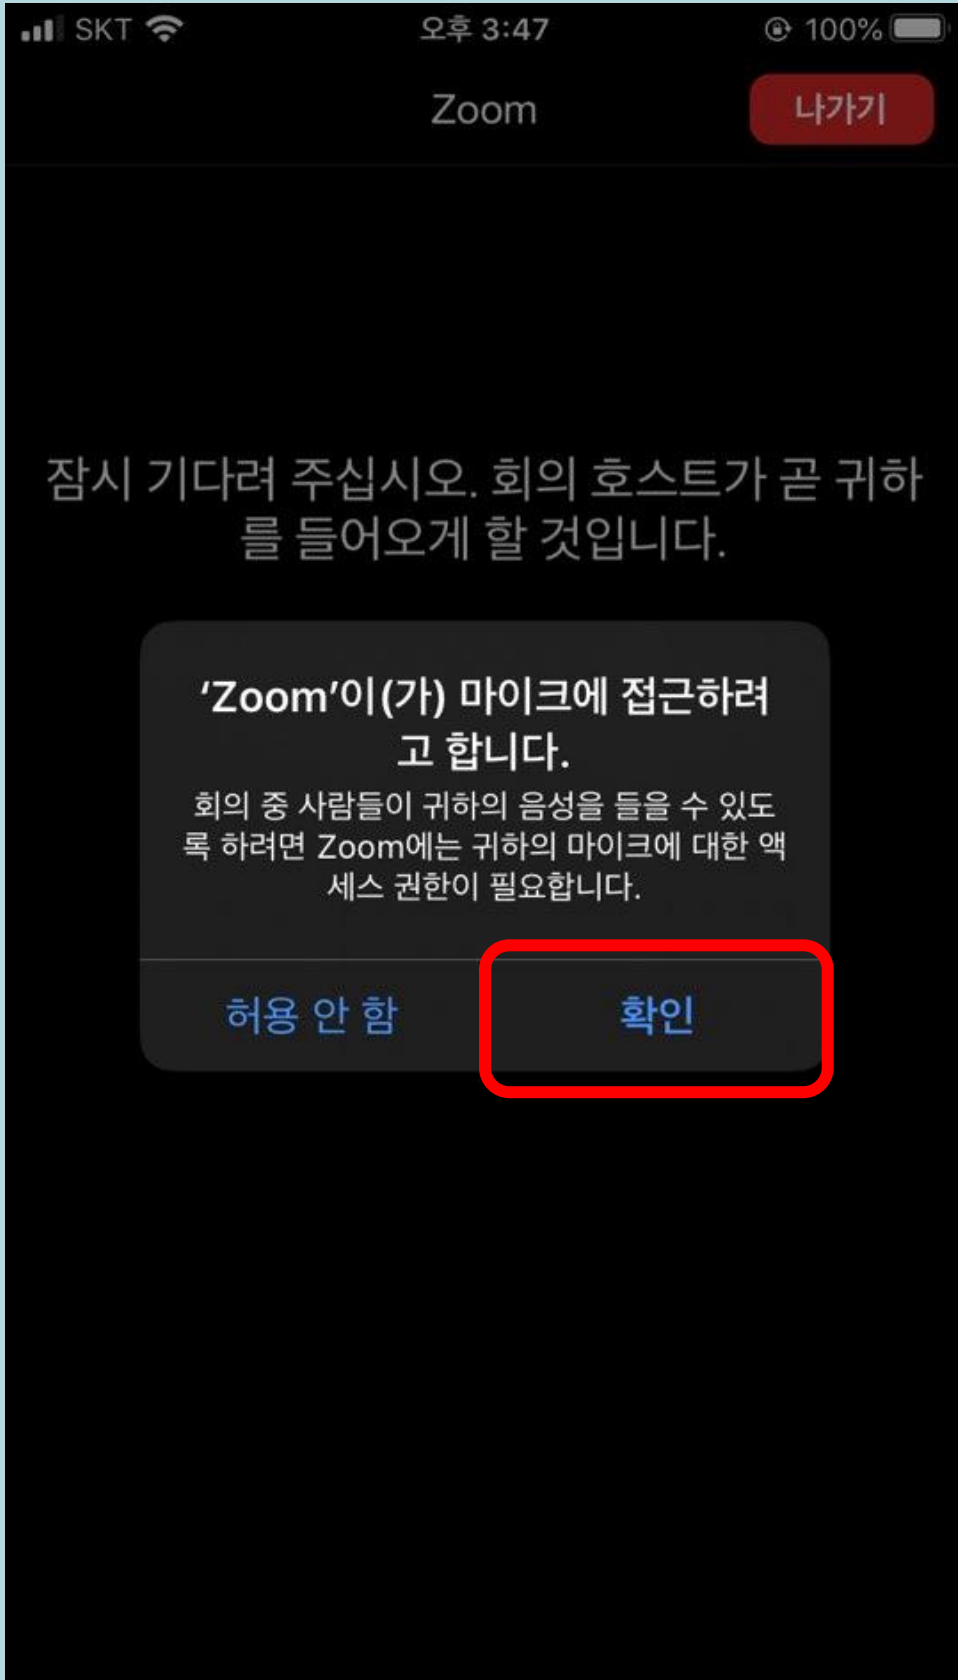 SKT 오후 3:47 100%
Zoom 나가기
잠시 기다려 주십시오. 회의 호스트가 곧 귀하
를 들어오게 할 것입니다.
'Zoom'이(가) 마이크에 접근하려
고 합니다.
회의 중 사람들이 귀하의 음성을 들을 수 있도
록 하려면 Zoom에는 귀하의 마이크에 대한 액
세스 권한이 필요합니다.
허용 안 함 확인